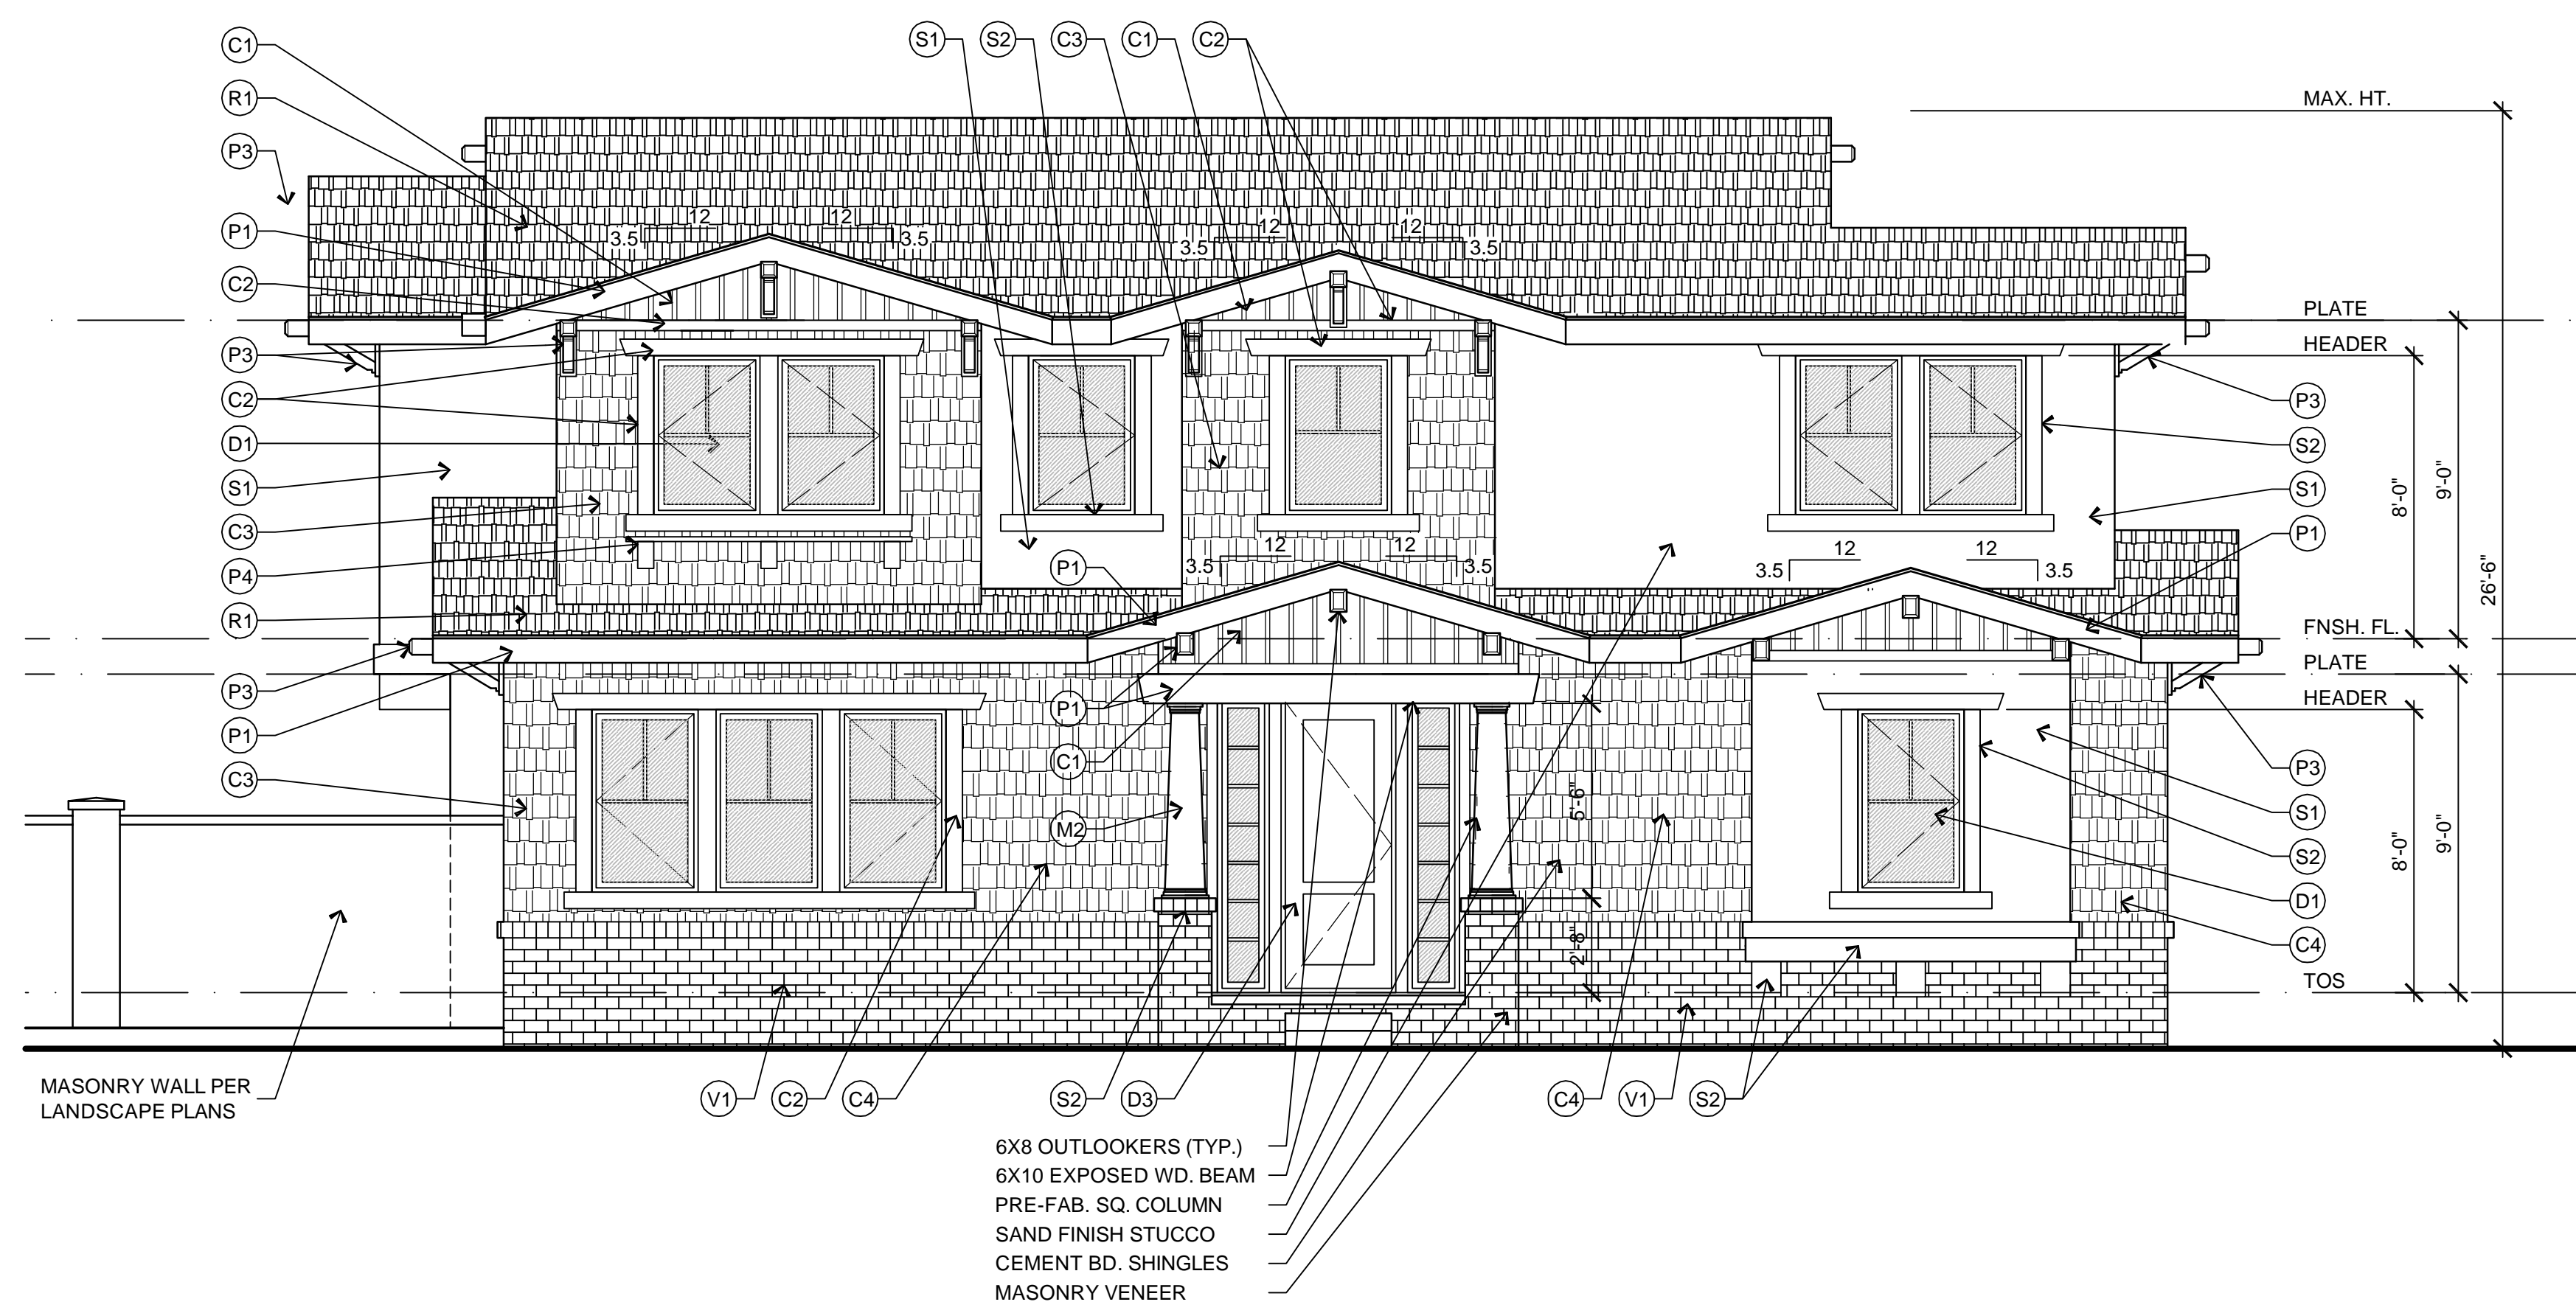 C1
S1
S2
C3
C1
C2
R1
MAX. HT.
P3
12
12
12
12
P1
3.5
3.5
3.5
3.5
C2
PLATE
HEADER
P3
P3
C2
S2
D1
S1
S1
9'-0"
8'-0"
C3
P1
P1
12
12
12
12
3.5
3.5
3.5
3.5
P4
26'-6"
R1
FNSH. FL.
PLATE
P3
HEADER
P1
P1
C1
P3
C3
5'-6"
S1
M2
8'-0"
9'-0"
S2
D1
2'-8"
C4
TOS
MASONRY WALL PER
LANDSCAPE PLANS
V1
C2
C4
S2
D3
C4
V1
S2
6X8 OUTLOOKERS (TYP.)
6X10 EXPOSED WD. BEAM
PRE-FAB. SQ. COLUMN
SAND FINISH STUCCO
CEMENT BD. SHINGLES
MASONRY VENEER